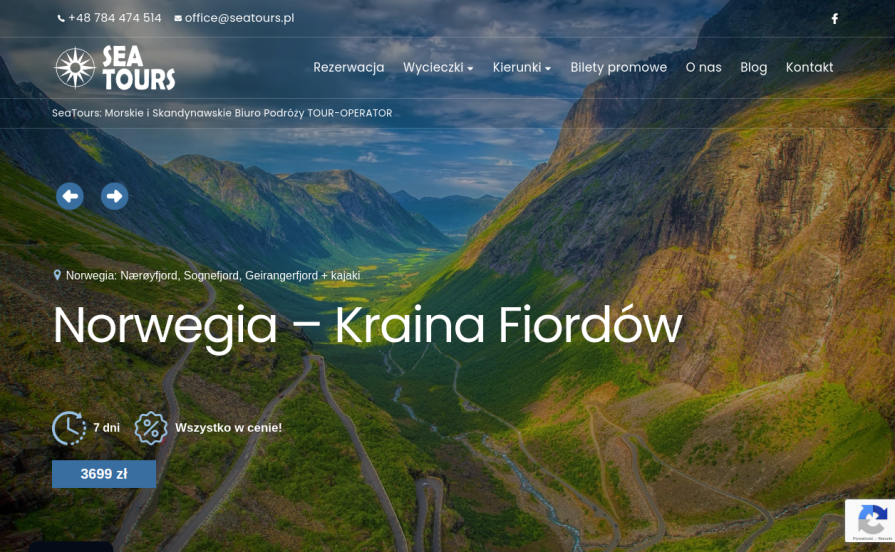 +48 784 474 514 office@seatours.pl
SEA
TOURS
Rezerwacja Wycieczki Kierunki Bilety promowe O nas Blog Kontakt
SeaTours: Morskie i Skandynawskie Biuro Podróży TOUR-OPERATOR
Norwegia: Nærøyfjord, Sognefjord, Geirangerfjord + kajaki
Norwegia – Kraina Fiordów
7 dni Wszystko w cenie!
3699 zł